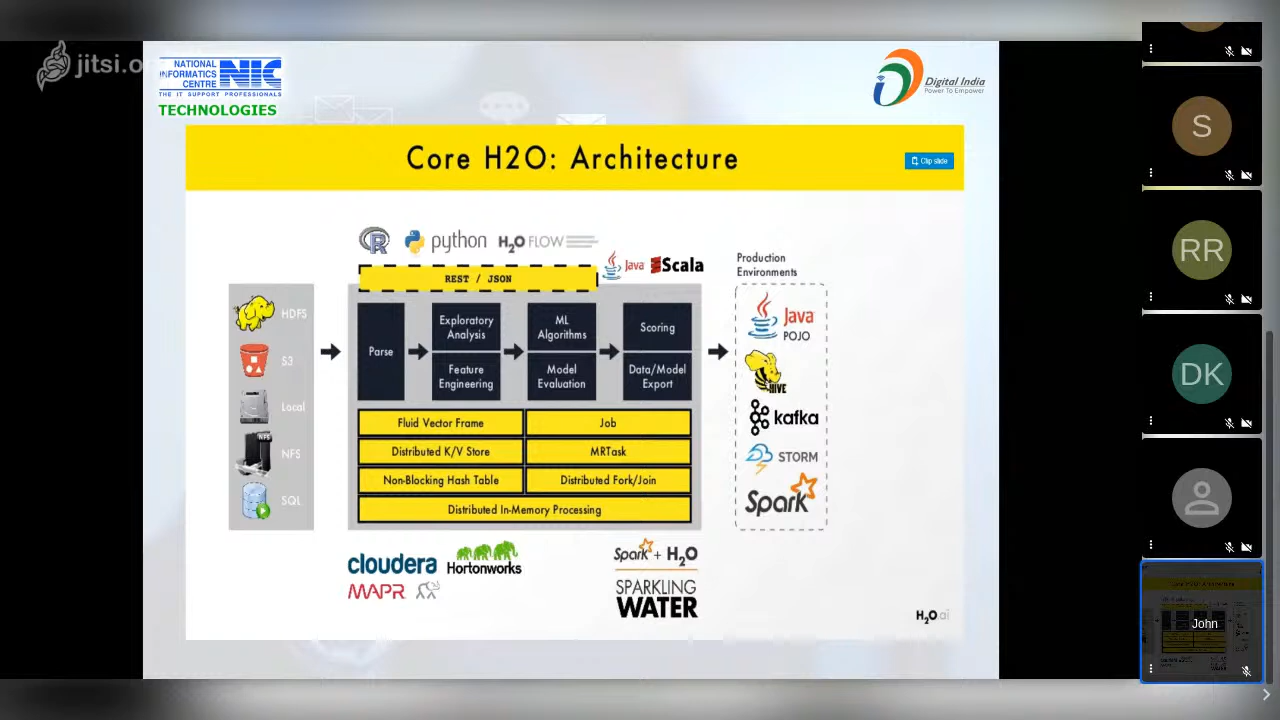 jitsi.o
NATIONAL
INFORMATICS
CENTRE
NIC
THE IT SUPPORT PROFESSIONALS
TECHNOLOGIES
Digital India
Power To Empower
Core H2O: Architecture
Clip slide
R
python
H2O FLOW
Java
Scala
REST / JSON
Production
Environments
HDFS
S3
Local
NFS
NFS
SQL
Parse
Exploratory
Analysis
Feature
Engineering
ML
Algorithms
Model
Evaluation
Scoring
Data/Model
Export
Fluid Vector Frame
Job
Distributed K/V Store
MRTask
Non-Blocking Hash Table
Distributed Fork/Join
Distributed In-Memory Processing
Java
POJO
HIVE
kafka
STORM
Spark
cloudera
Hortonworks
MAPR
Spark + H2O
SPARKLING
WATER
H2O.ai
S
RR
DK
John